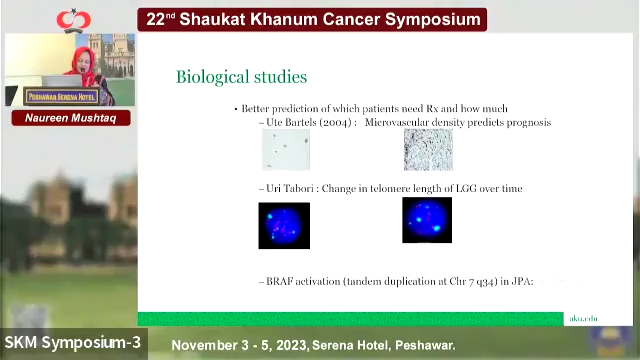 22nd Shaukat Khanum Cancer Symposium
PESHAWAR SERENA HOTEL
Naureen Mushtaq
Biological studies
• Better prediction of which patients need Rx and how much
– Ute Bartels (2004) : Microvascular density predicts prognosis
– Uri Tabori : Change in telomere length of LGG over time
– BRAF activation (tandem duplication at Chr 7 q34) in JPA:
aku.edu
SKM Symposium-3
November 3 - 5, 2023, Serena Hotel, Peshawar.